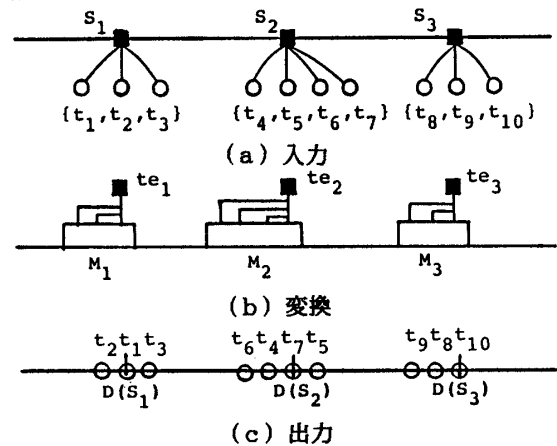 S₁ S₂ S₃
{t₁,t₂,t₃} {t₄,t₅,t₆,t₇} {t₈,t₉,t₁₀}
(a) 入力
te₁ te₂ te₃
M₁ M₂ M₃
(b) 変換
t₂t₁t₃ t₆t₄t₇t₅ t₉t₈t₁₀
D(S₁) D(S₂) D(S₃)
(c) 出力